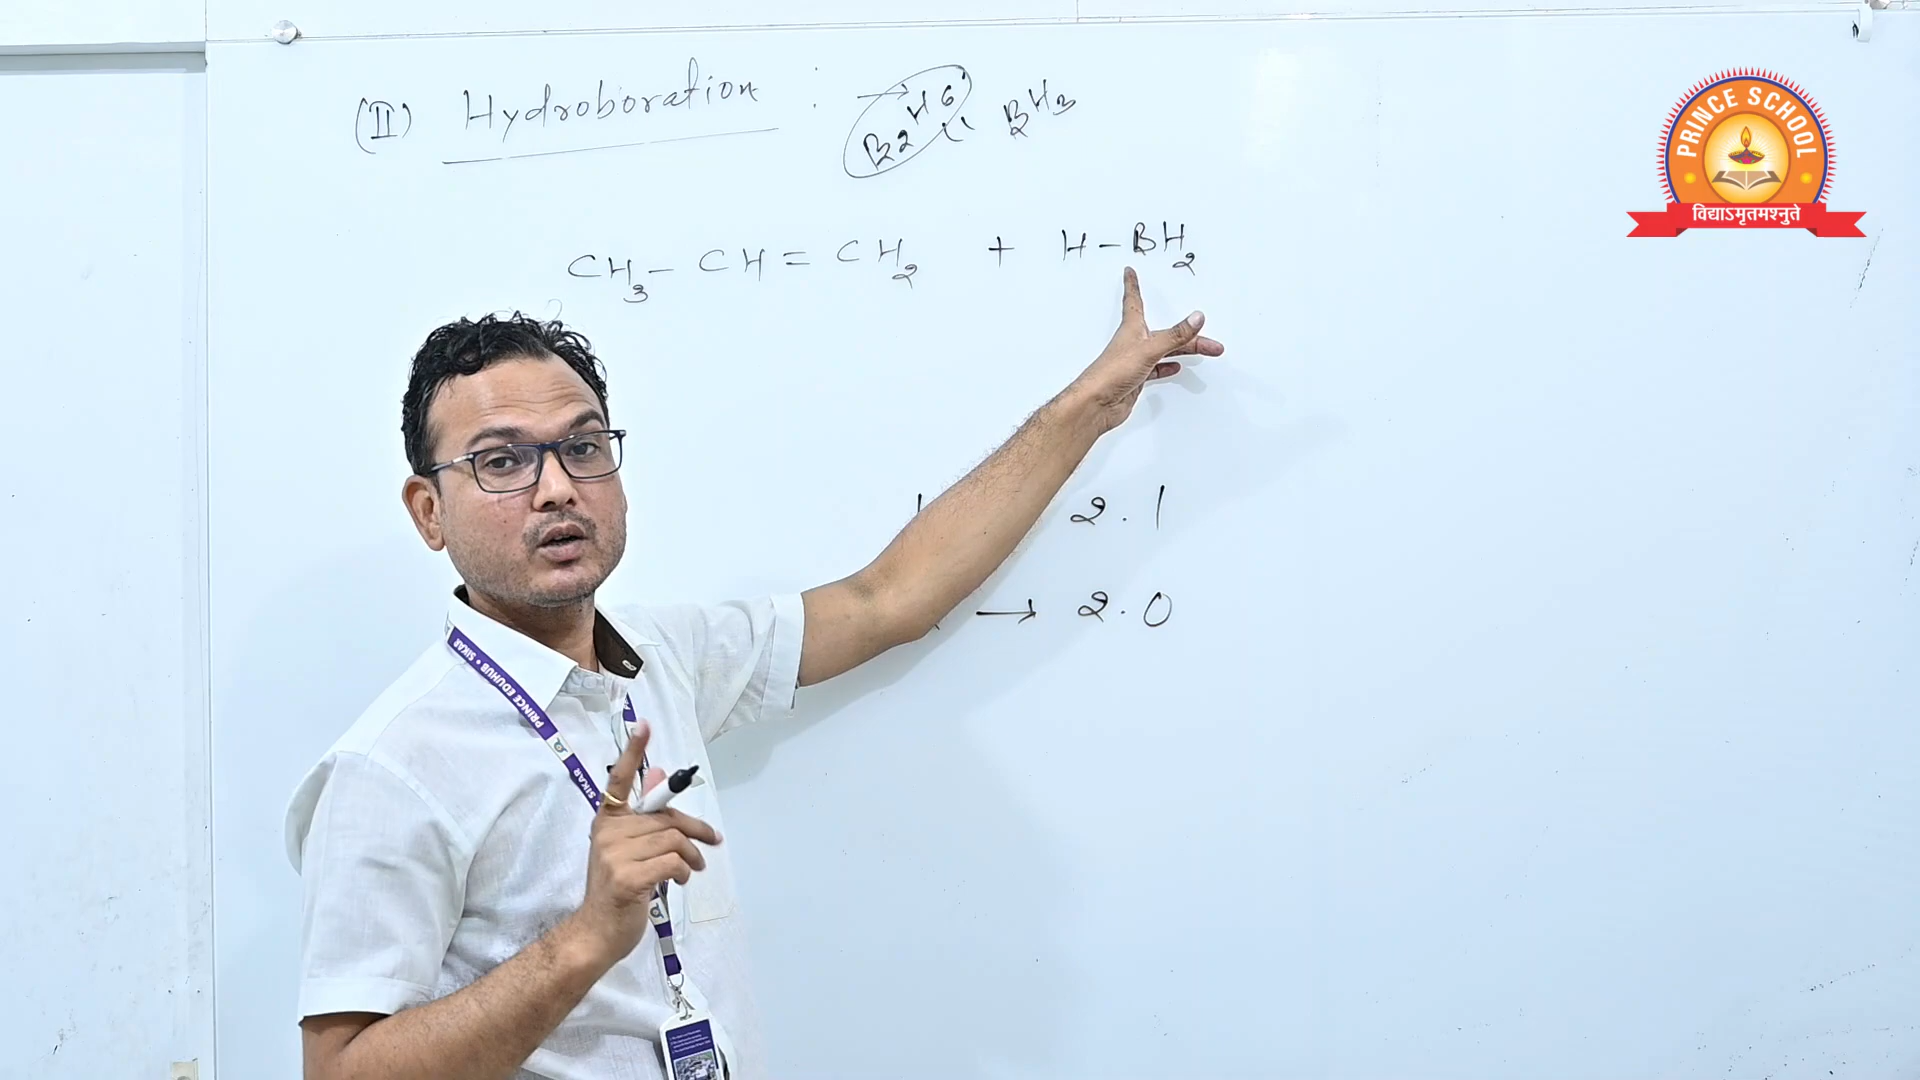 (II) Hydroboration : → B2H6 BH3
CH3 – CH = CH2 + H – BH2
2.1
→ 2.0
PRINCE SCHOOL
विद्याऽमृतमश्नुते
PRINCE EDUHUB • SIKAR
• SIKAR